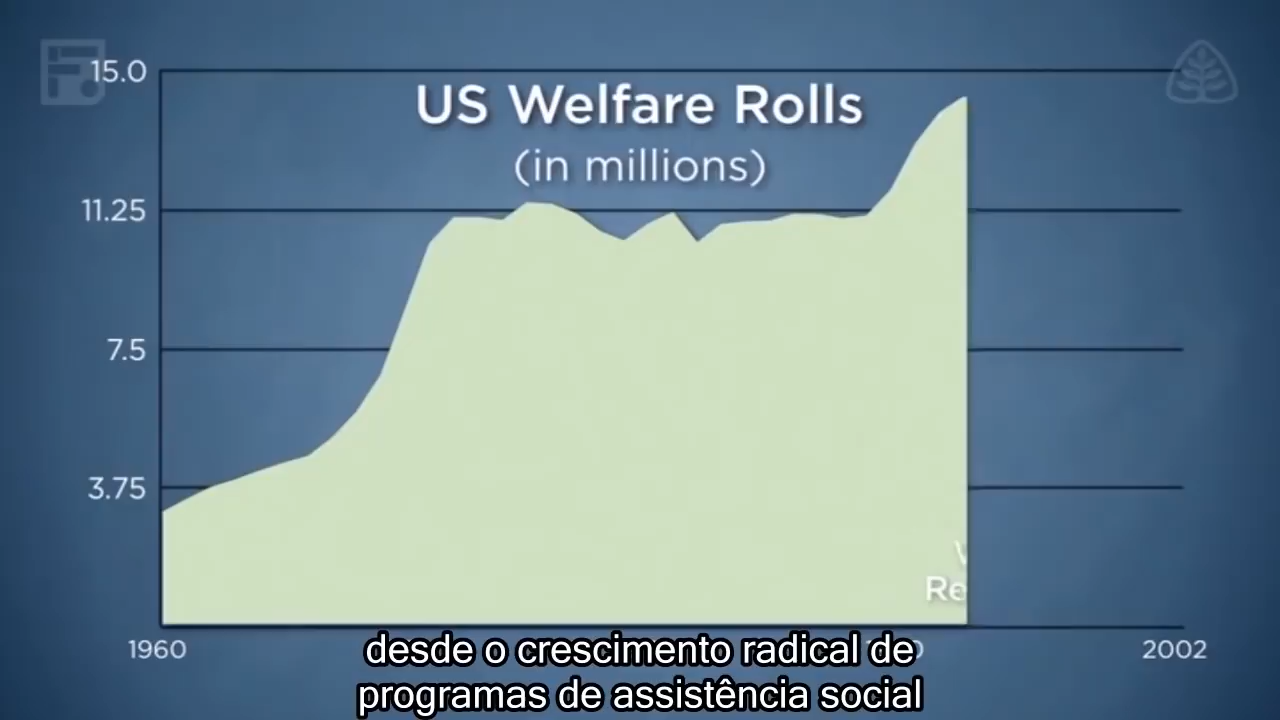 15.0
US Welfare Rolls
(in millions)
11.25
7.5
3.75
1960
2002
desde o crescimento radical de
programas de assistência social